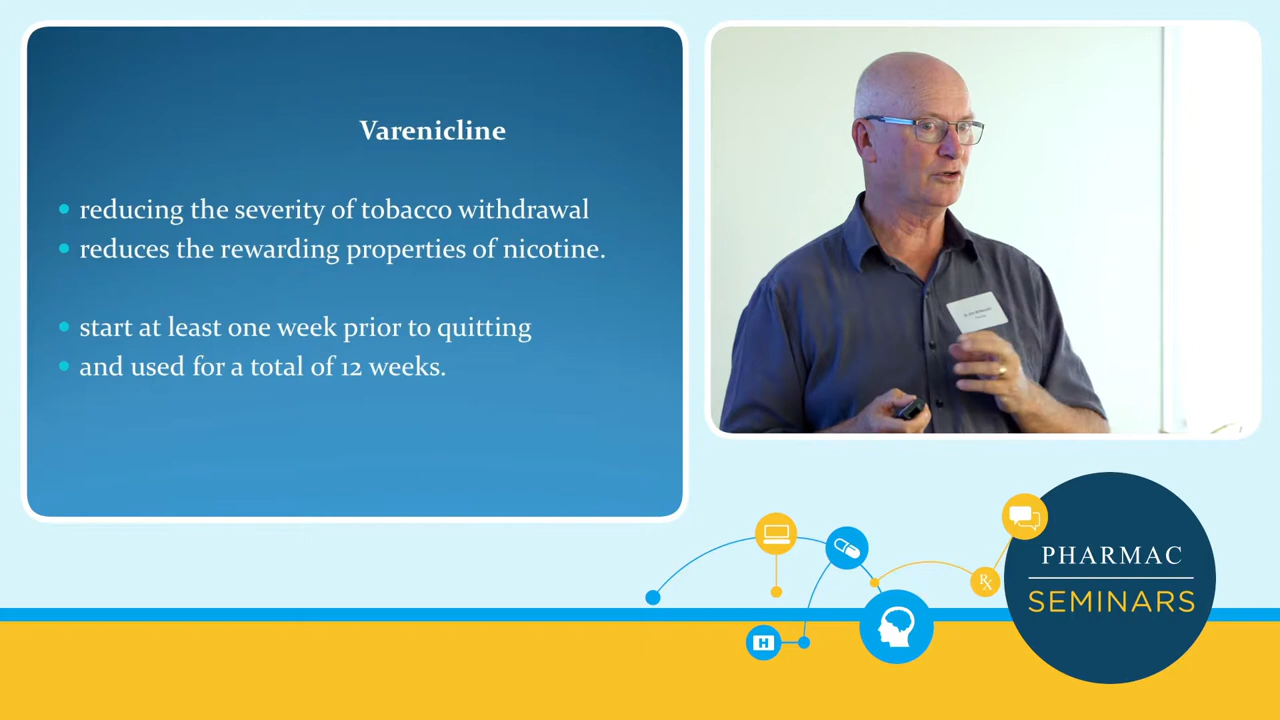 Varenicline
reducing the severity of tobacco withdrawal
reduces the rewarding properties of nicotine.
start at least one week prior to quitting
and used for a total of 12 weeks.
Rx
H
PHARMAC
SEMINARS